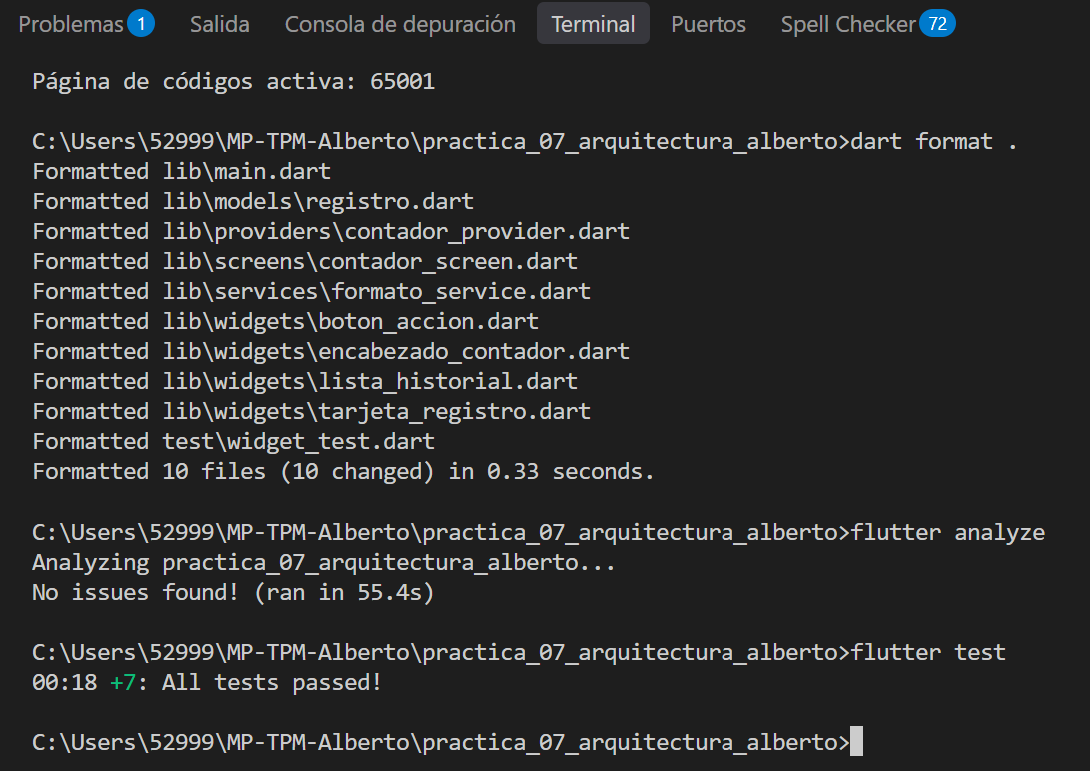 Problemas 1 Salida Consola de depuración Terminal Puertos Spell Checker 72
Página de códigos activa: 65001
C:\Users\52999\MP-TPM-Alberto\practica_07_arquitectura_alberto>dart format .
Formatted lib\main.dart
Formatted lib\models\registro.dart
Formatted lib\providers\contador_provider.dart
Formatted lib\screens\contador_screen.dart
Formatted lib\services\formato_service.dart
Formatted lib\widgets\boton_accion.dart
Formatted lib\widgets\encabezado_contador.dart
Formatted lib\widgets\lista_historial.dart
Formatted lib\widgets\tarjeta_registro.dart
Formatted test\widget_test.dart
Formatted 10 files (10 changed) in 0.33 seconds.
C:\Users\52999\MP-TPM-Alberto\practica_07_arquitectura_alberto>flutter analyze
Analyzing practica_07_arquitectura_alberto...
No issues found! (ran in 55.4s)
C:\Users\52999\MP-TPM-Alberto\practica_07_arquitectura_alberto>flutter test
00:18 +7: All tests passed!
C:\Users\52999\MP-TPM-Alberto\practica_07_arquitectura_alberto>